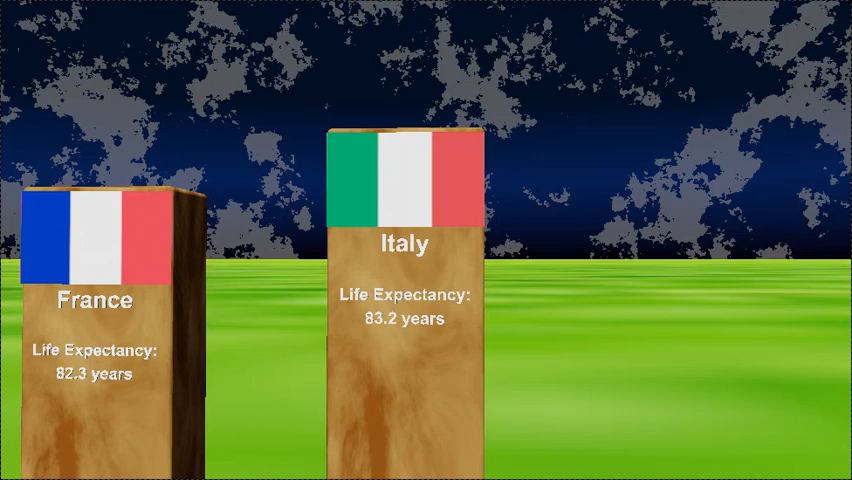 France
Life Expectancy:
82.3 years
Italy
Life Expectancy:
83.2 years